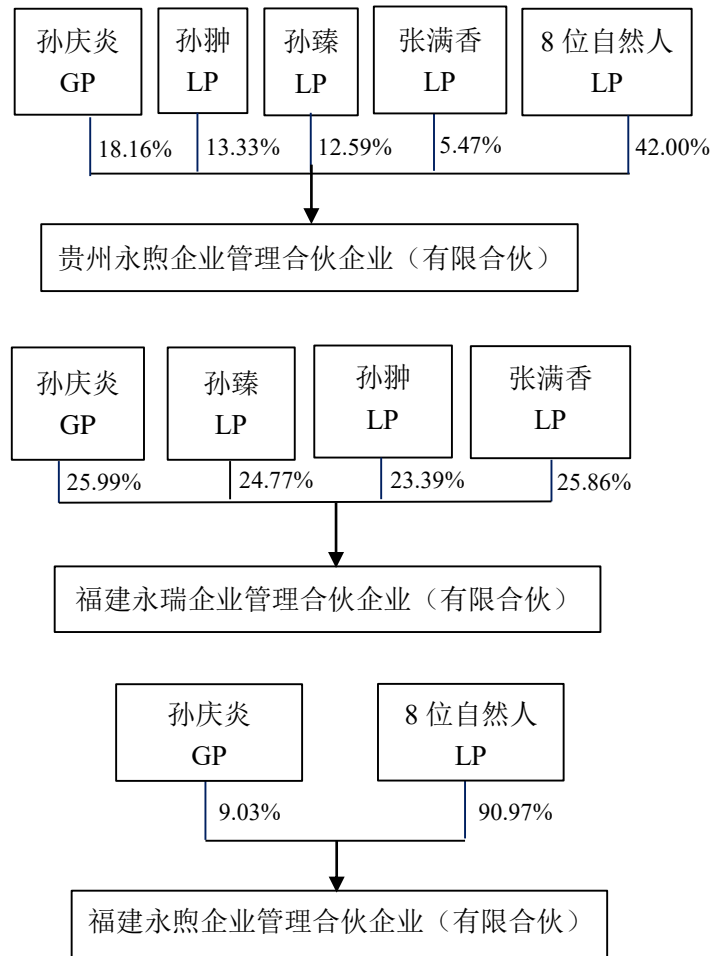 孙庆炎
GP
孙翀
LP
孙臻
LP
张满香
LP
8 位自然人
LP
18.16%
13.33%
12.59%
5.47%
42.00%
贵州永煦企业管理合伙企业（有限合伙）
孙庆炎
GP
孙臻
LP
孙翀
LP
张满香
LP
25.99%
24.77%
23.39%
25.86%
福建永瑞企业管理合伙企业（有限合伙）
孙庆炎
GP
8 位自然人
LP
9.03%
90.97%
福建永煦企业管理合伙企业（有限合伙）